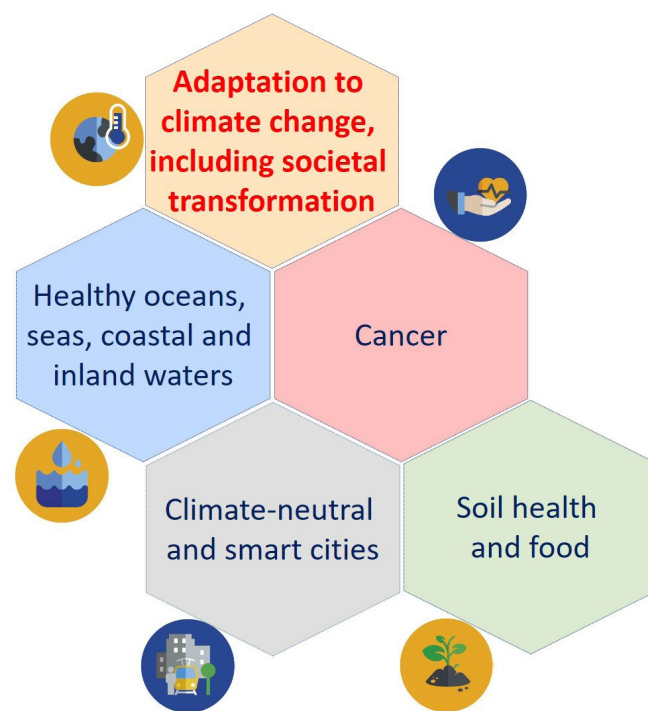 Adaptation to
climate change,
including societal
transformation
Healthy oceans,
seas, coastal and
inland waters
Cancer
Climate-neutral
and smart cities
Soil health
and food